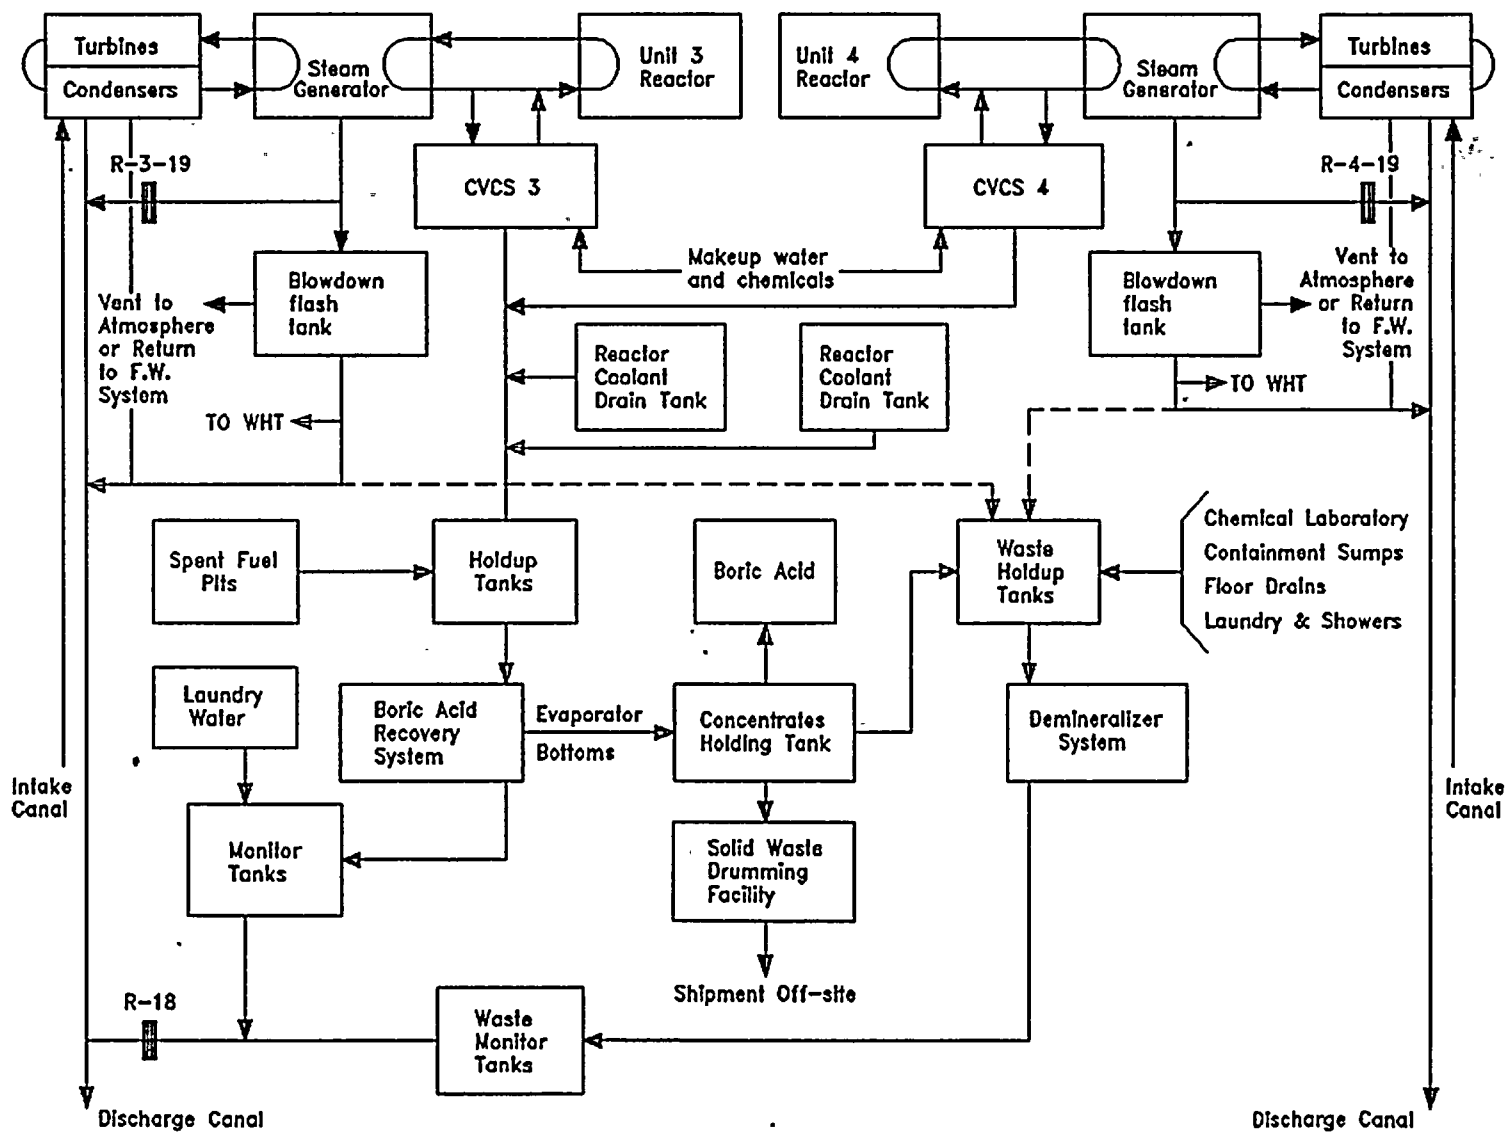 Turbines
Condensers
Steam
Generator
Unit 3
Reactor
Unit 4
Reactor
Steam
Generator
Turbines
Condensers
R-3-19
CVCS 3
CVCS 4
R-4-19
Makeup water
and chemicals
Blowdown
flash
tank
Vent to
Atmosphere
or Return
to F.W.
System
Blowdown
flash
tank
Vent to
Atmosphere
or Return
to F.W.
System
Reactor
Coolant
Drain Tank
Reactor
Coolant
Drain Tank
TO WHT
TO WHT
Spent Fuel
Pits
Holdup
Tanks
Boric Acid
Waste
Holdup
Tanks
Chemical Laboratory
Containment Sumps
Floor Drains
Laundry & Showers
Laundry
Water
Boric Acid
Recovery
System
Evaporator
Bottoms
Concentrates
Holding Tank
Demineralizer
System
Intake
Canal
Intake
Canal
Monitor
Tanks
Solid Waste
Drumming
Facility
Shipment Off-site
R-18
Waste
Monitor
Tanks
Discharge Canal
Discharge Canal